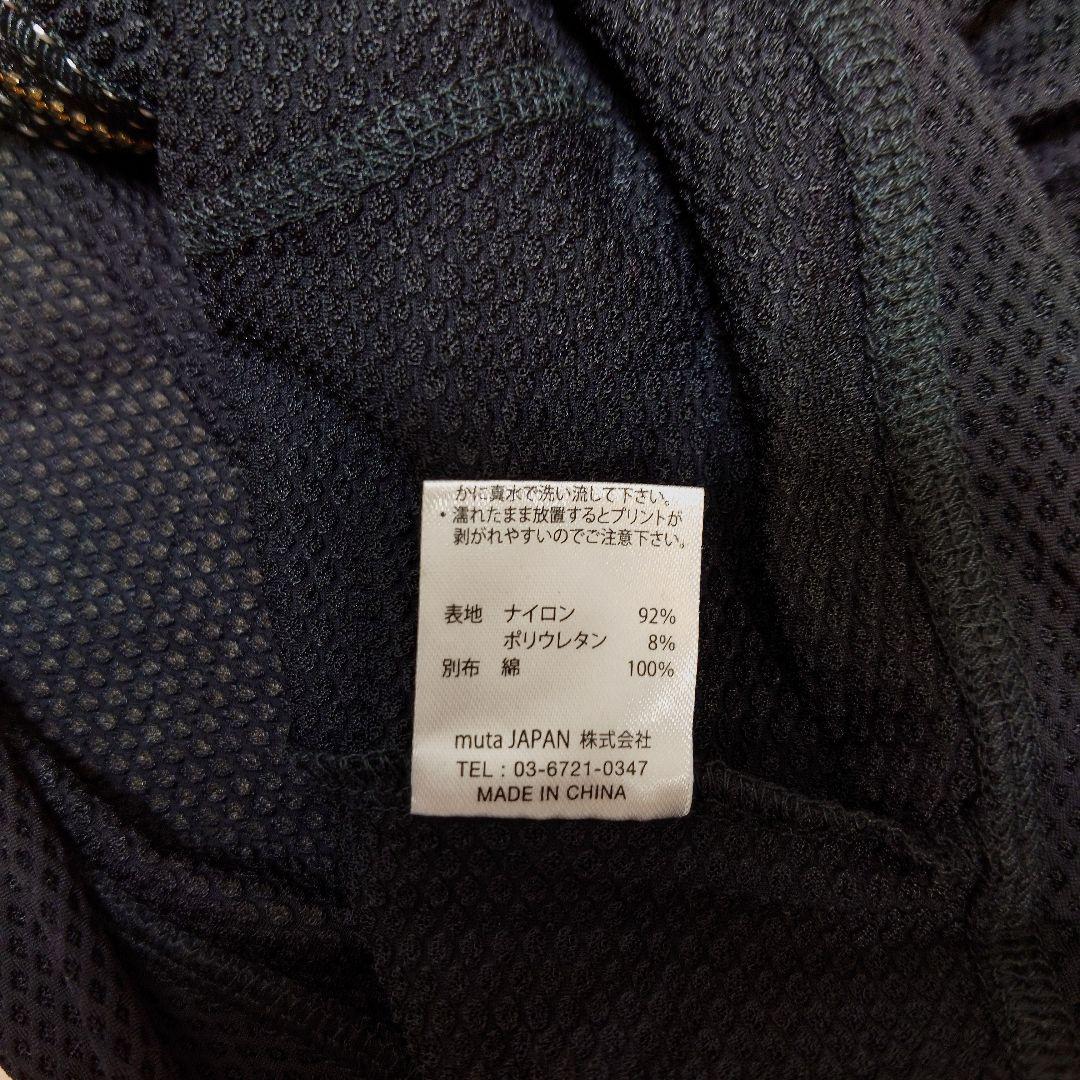 かに真水で洗い流して下さい。
・濡れたまま放置するとプリントが
剥がれやすいのでご注意下さい。
表地 ナイロン 92%
ポリウレタン 8%
別布 綿 100%
muta JAPAN 株式会社
TEL : 03-6721-0347
MADE IN CHINA